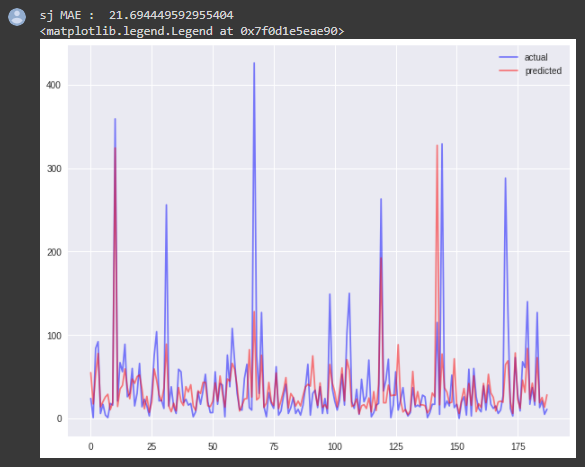 sj MAE :  21.694449592955404
<matplotlib.legend.Legend at 0x7f0d1e5eae90>
actual
predicted
400
300
200
100
0
0 25 50 75 100 125 150 175